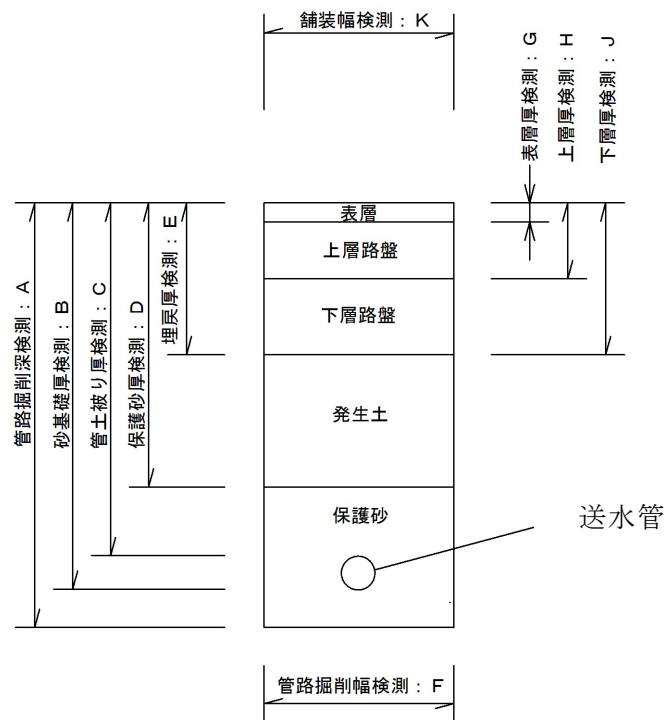 舗装幅検測：K
表層厚検測：G
上層厚検測：H
下層厚検測：J
管路掘削深検測：A
砂基礎厚検測：B
管土被り厚検測：C
保護砂厚検測：D
埋戻厚検測：E
表層
上層路盤
下層路盤
発生土
保護砂
送水管
管路掘削幅検測：F